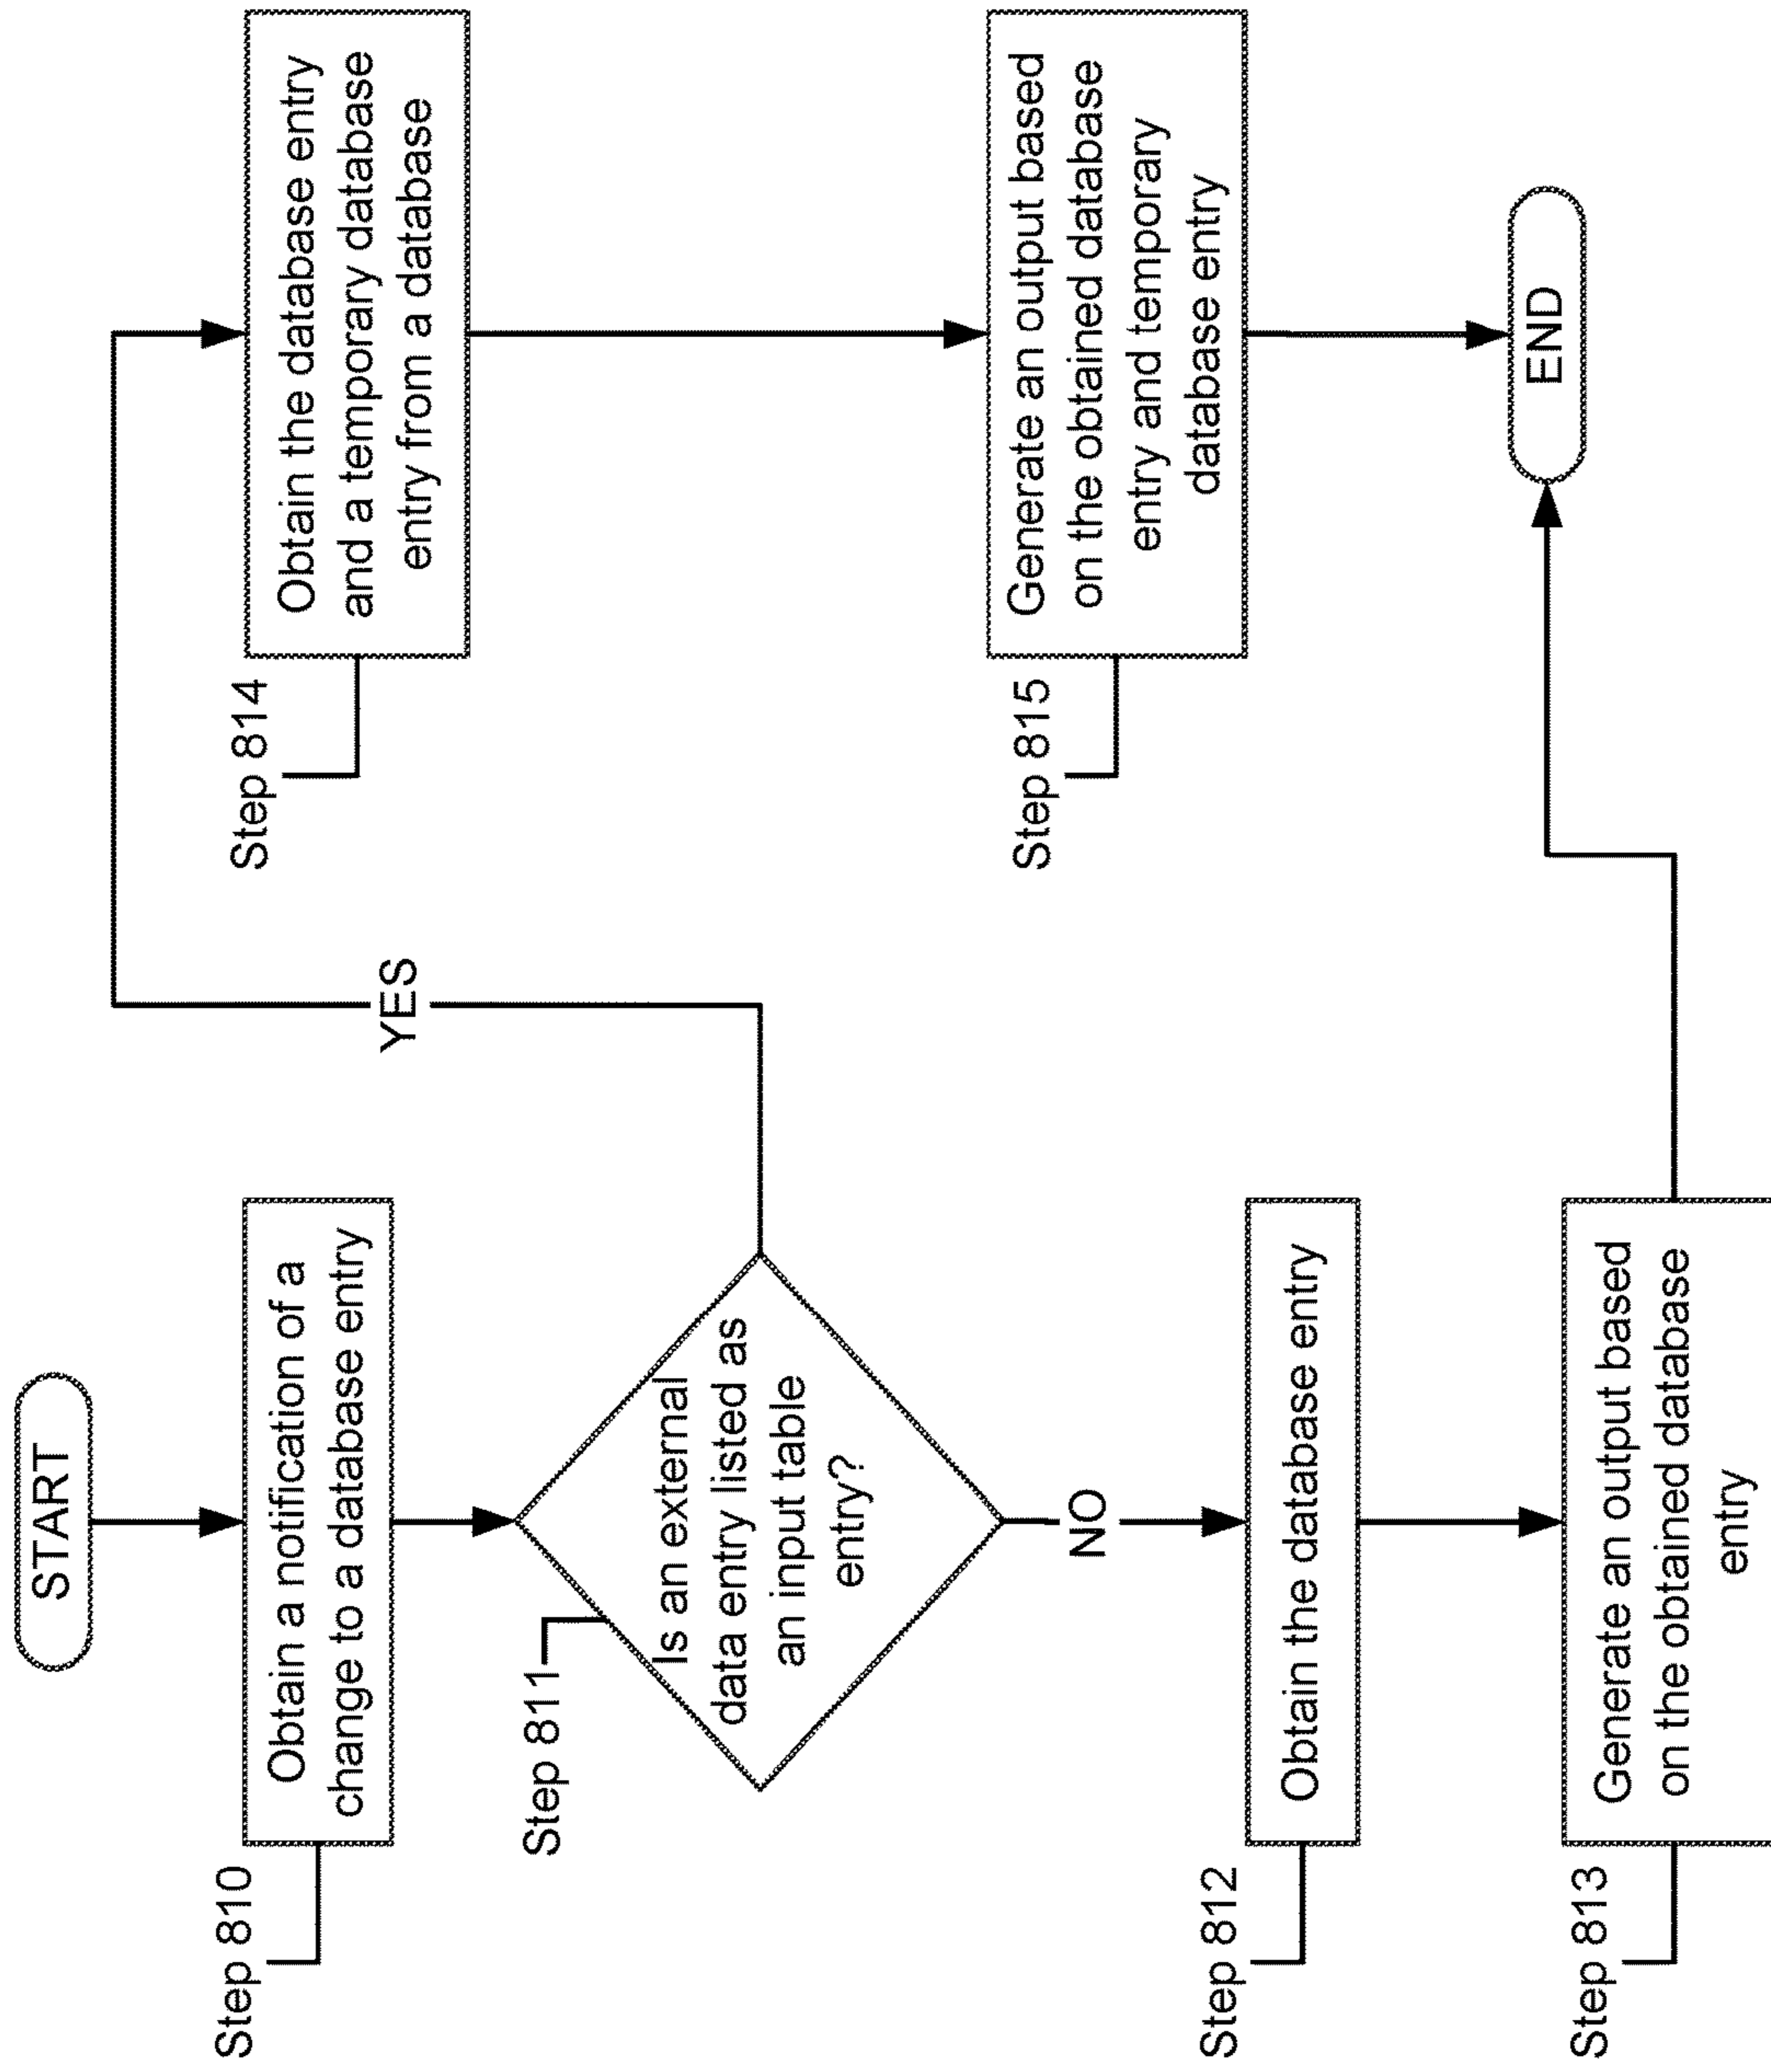 START
Step 810
Obtain a notification of a
change to a database entry
Step 811
Is an external
data entry listed as
an input table
entry?
YES
NO
Step 812
Obtain the database entry
Step 813
Generate an output based
on the obtained database
entry
Step 814
Obtain the database entry
and a temporary database
entry from a database
Step 815
Generate an output based
on the obtained database
entry and temporary
database entry
END